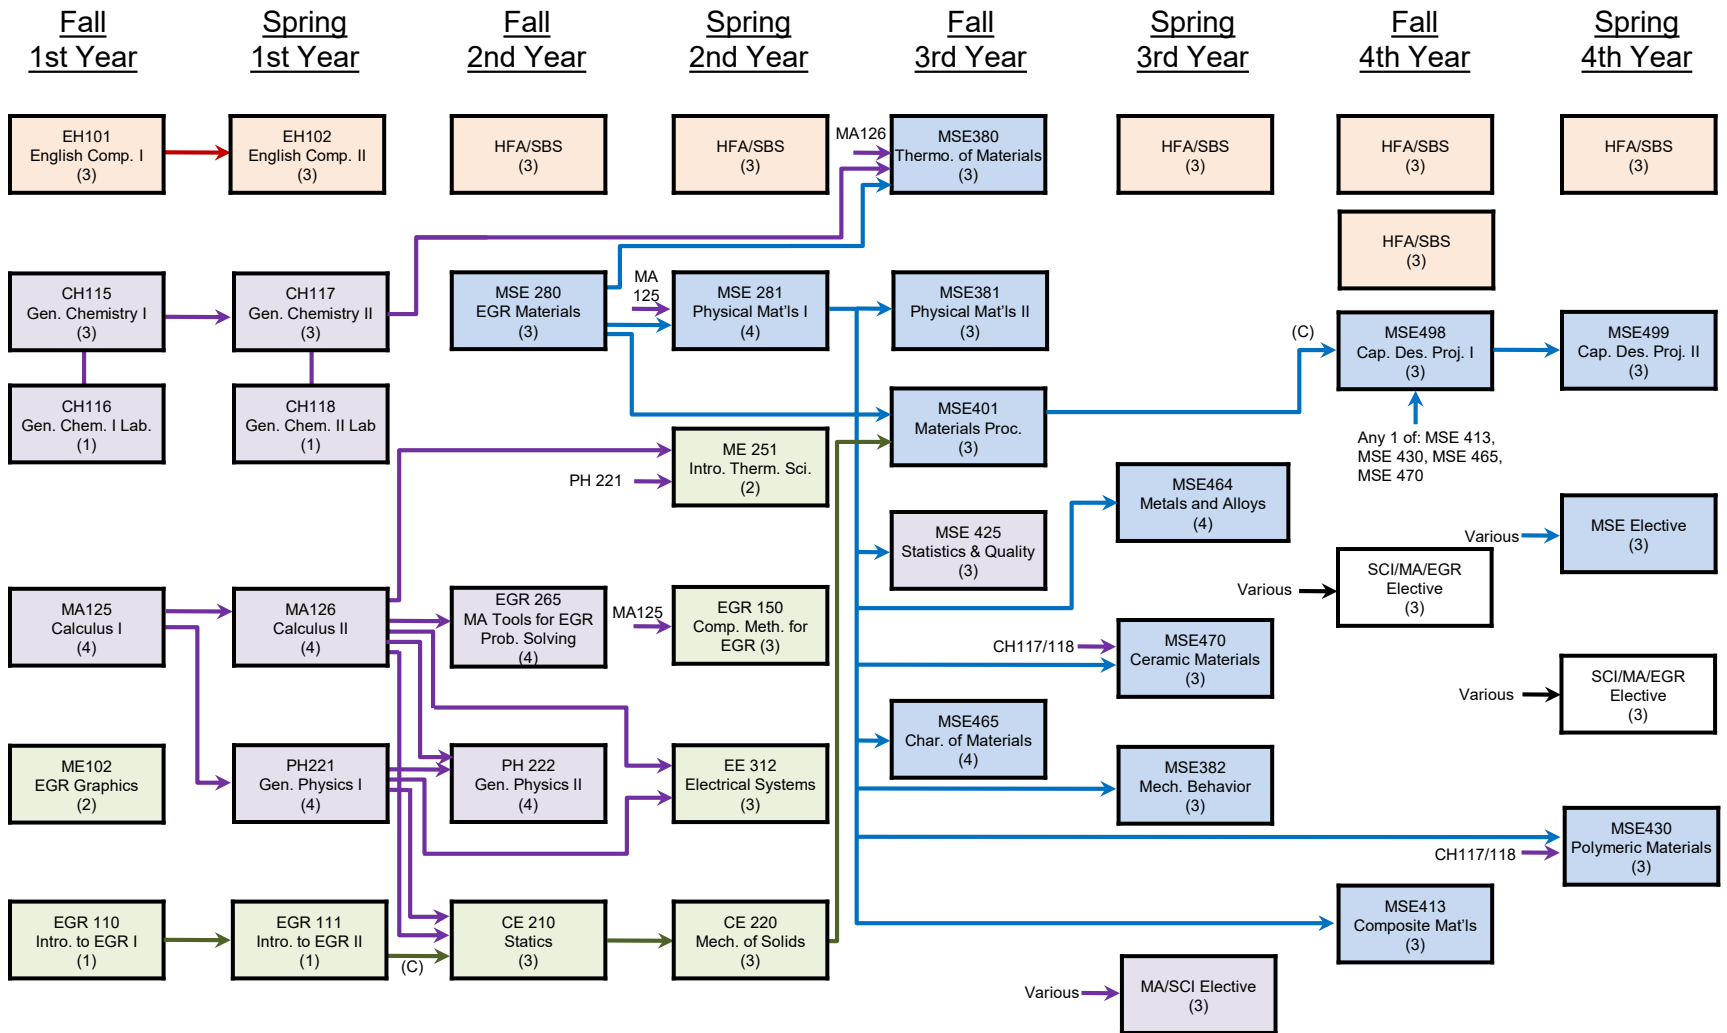 Fall
1st Year
Spring
1st Year
Fall
2nd Year
Spring
2nd Year
Fall
3rd Year
Spring
3rd Year
Fall
4th Year
Spring
4th Year
EH101
English Comp. I
(3)
EH102
English Comp. II
(3)
HFA/SBS
(3)
HFA/SBS
(3)
MA126
MSE380
Thermo. of Materials
(3)
HFA/SBS
(3)
HFA/SBS
(3)
HFA/SBS
(3)
HFA/SBS
(3)
CH115
Gen. Chemistry I
(3)
CH117
Gen. Chemistry II
(3)
MSE 280
EGR Materials
(3)
MA
125
MSE 281
Physical Mat'ls I
(4)
MSE381
Physical Mat'ls II
(3)
(C)
MSE498
Cap. Des. Proj. I
(3)
MSE499
Cap. Des. Proj. II
(3)
CH116
Gen. Chem. I Lab.
(1)
CH118
Gen. Chem. II Lab
(1)
MSE401
Materials Proc.
(3)
Any 1 of: MSE 413,
MSE 430, MSE 465,
MSE 470
PH 221
ME 251
Intro. Therm. Sci.
(2)
MSE464
Metals and Alloys
(4)
MSE 425
Statistics & Quality
(3)
Various
MSE Elective
(3)
Various
SCI/MA/EGR
Elective
(3)
MA125
Calculus I
(4)
MA126
Calculus II
(4)
EGR 265
MA Tools for EGR
Prob. Solving
(4)
MA125
EGR 150
Comp. Meth. for
EGR (3)
CH117/118
MSE470
Ceramic Materials
(3)
Various
SCI/MA/EGR
Elective
(3)
MSE465
Char. of Materials
(4)
ME102
EGR Graphics
(2)
PH221
Gen. Physics I
(4)
PH 222
Gen. Physics II
(4)
EE 312
Electrical Systems
(3)
MSE382
Mech. Behavior
(3)
CH117/118
MSE430
Polymeric Materials
(3)
EGR 110
Intro. to EGR I
(1)
EGR 111
Intro. to EGR II
(1)
(C)
CE 210
Statics
(3)
CE 220
Mech. of Solids
(3)
MSE413
Composite Mat'ls
(3)
Various
MA/SCI Elective
(3)